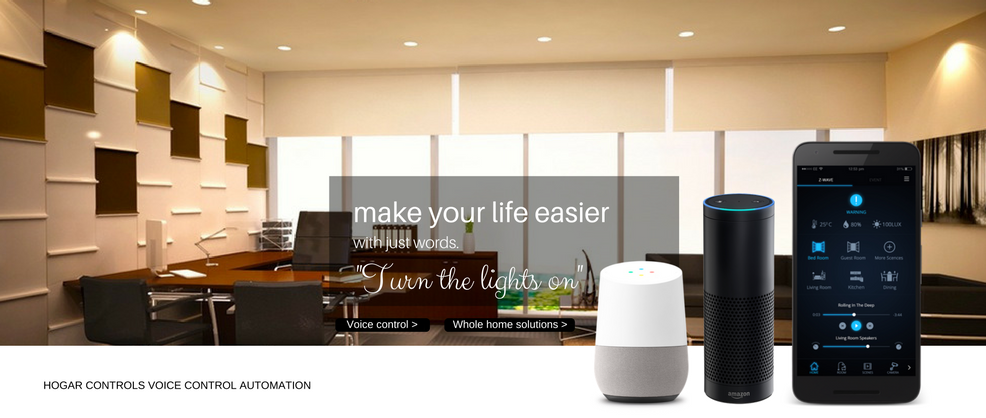 make your life easier
with just words.
"Turn the lights on"
Voice control >
Whole home solutions >
HOGAR CONTROLS VOICE CONTROL AUTOMATION
amazon
Z WAVE
WARNING
25°C
80%
100LUX
Bed Room
Guest Room
More Scences
Living Room
Kitchen
Dining
Rolling In The Deep
Living Room Speakers